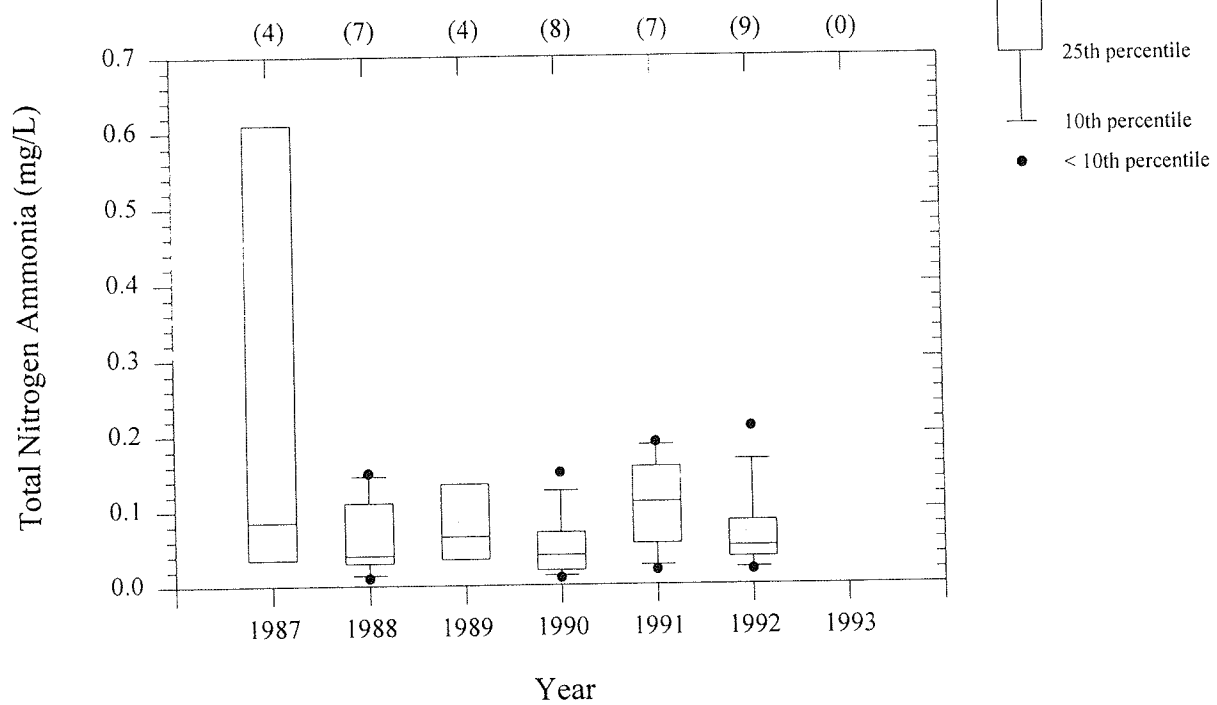 (4) (7) (4) (8) (7) (9) (0)
25th percentile
10th percentile
< 10th percentile
Total Nitrogen Ammonia (mg/L)
0.7
0.6
0.5
0.4
0.3
0.2
0.1
0.0
1987 1988 1989 1990 1991 1992 1993
Year